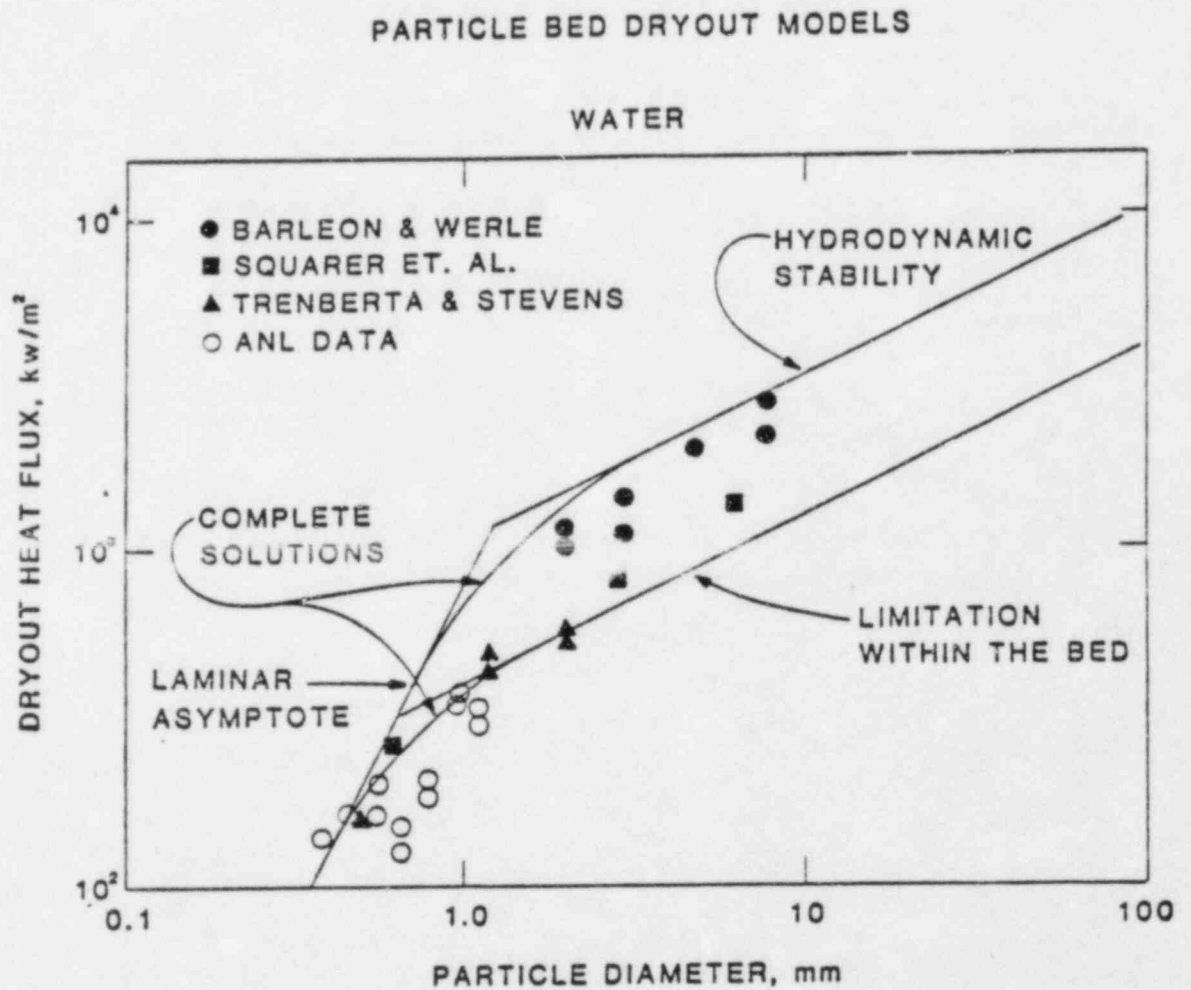 PARTICLE BED DRYOUT MODELS
WATER
10⁴
10³
10²
DRYOUT HEAT FLUX, kw/m²
● BARLEON & WERLE
■ SQUARER ET. AL.
▲ TRENBERTA & STEVENS
○ ANL DATA
HYDRODYNAMIC
STABILITY
COMPLETE
SOLUTIONS
LAMINAR
ASYMPTOTE
LIMITATION
WITHIN THE BED
0.1
1.0
10
100
PARTICLE DIAMETER, mm